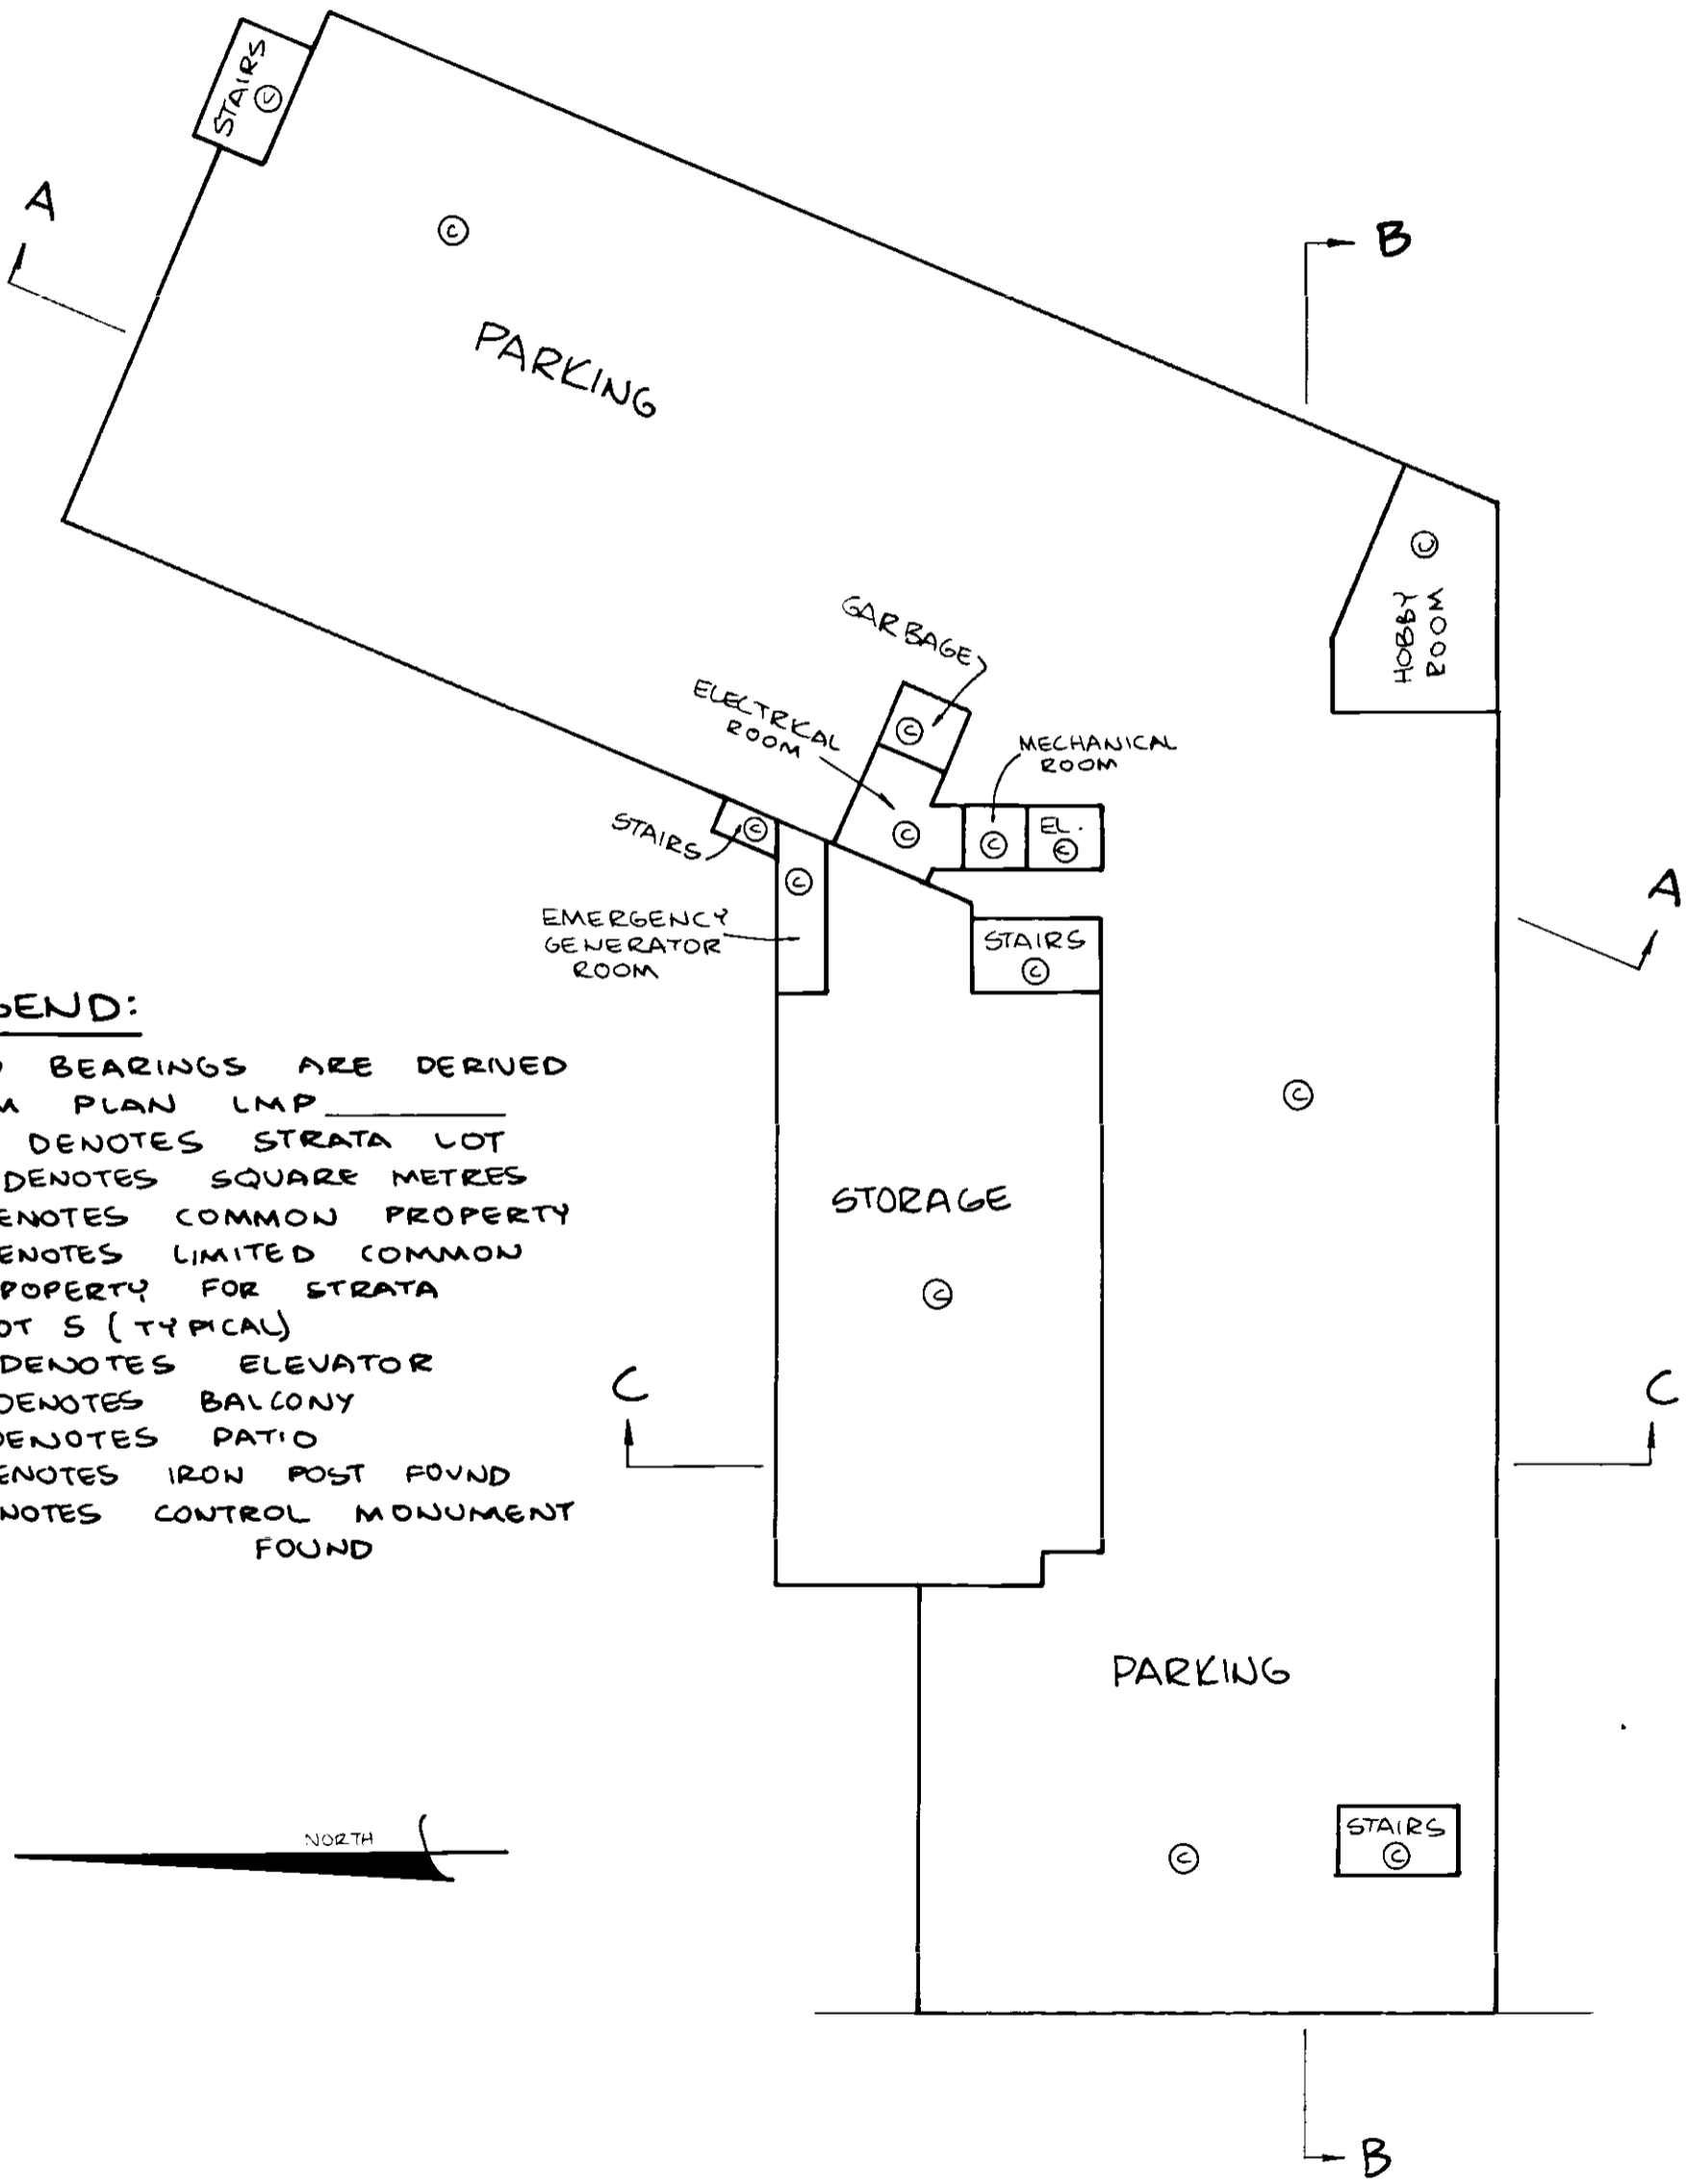 STAIRS
Ⓒ
A
Ⓒ
B
PARKING
Ⓒ
HOBBY
ROOM
GARBAGE
Ⓒ
ELECTRICAL
ROOM
Ⓒ
MECHANICAL
ROOM
Ⓒ
EL.
Ⓒ
STAIRS
Ⓒ
A
EMERGENCY
GENERATOR
ROOM
Ⓒ
STAIRS
Ⓒ
GEND:
BEARINGS ARE DERIVED
PLAN LMP
DENOTES STRATA LOT
DENOTES SQUARE METRES
ENOTES COMMON PROPERTY
ENOTES LIMITED COMMON
POPERTY FOR STRATA
OT 5 (TYPICAL)
DENOTES ELEVATOR
DENOTES BALCONY
DENOTES PATIO
ENOTES IRON POST FOUND
NOTES CONTROL MONUMENT
FOUND
Ⓒ
STORAGE
Ⓒ
C
C
PARKING
STAIRS
Ⓒ
Ⓒ
NORTH
B